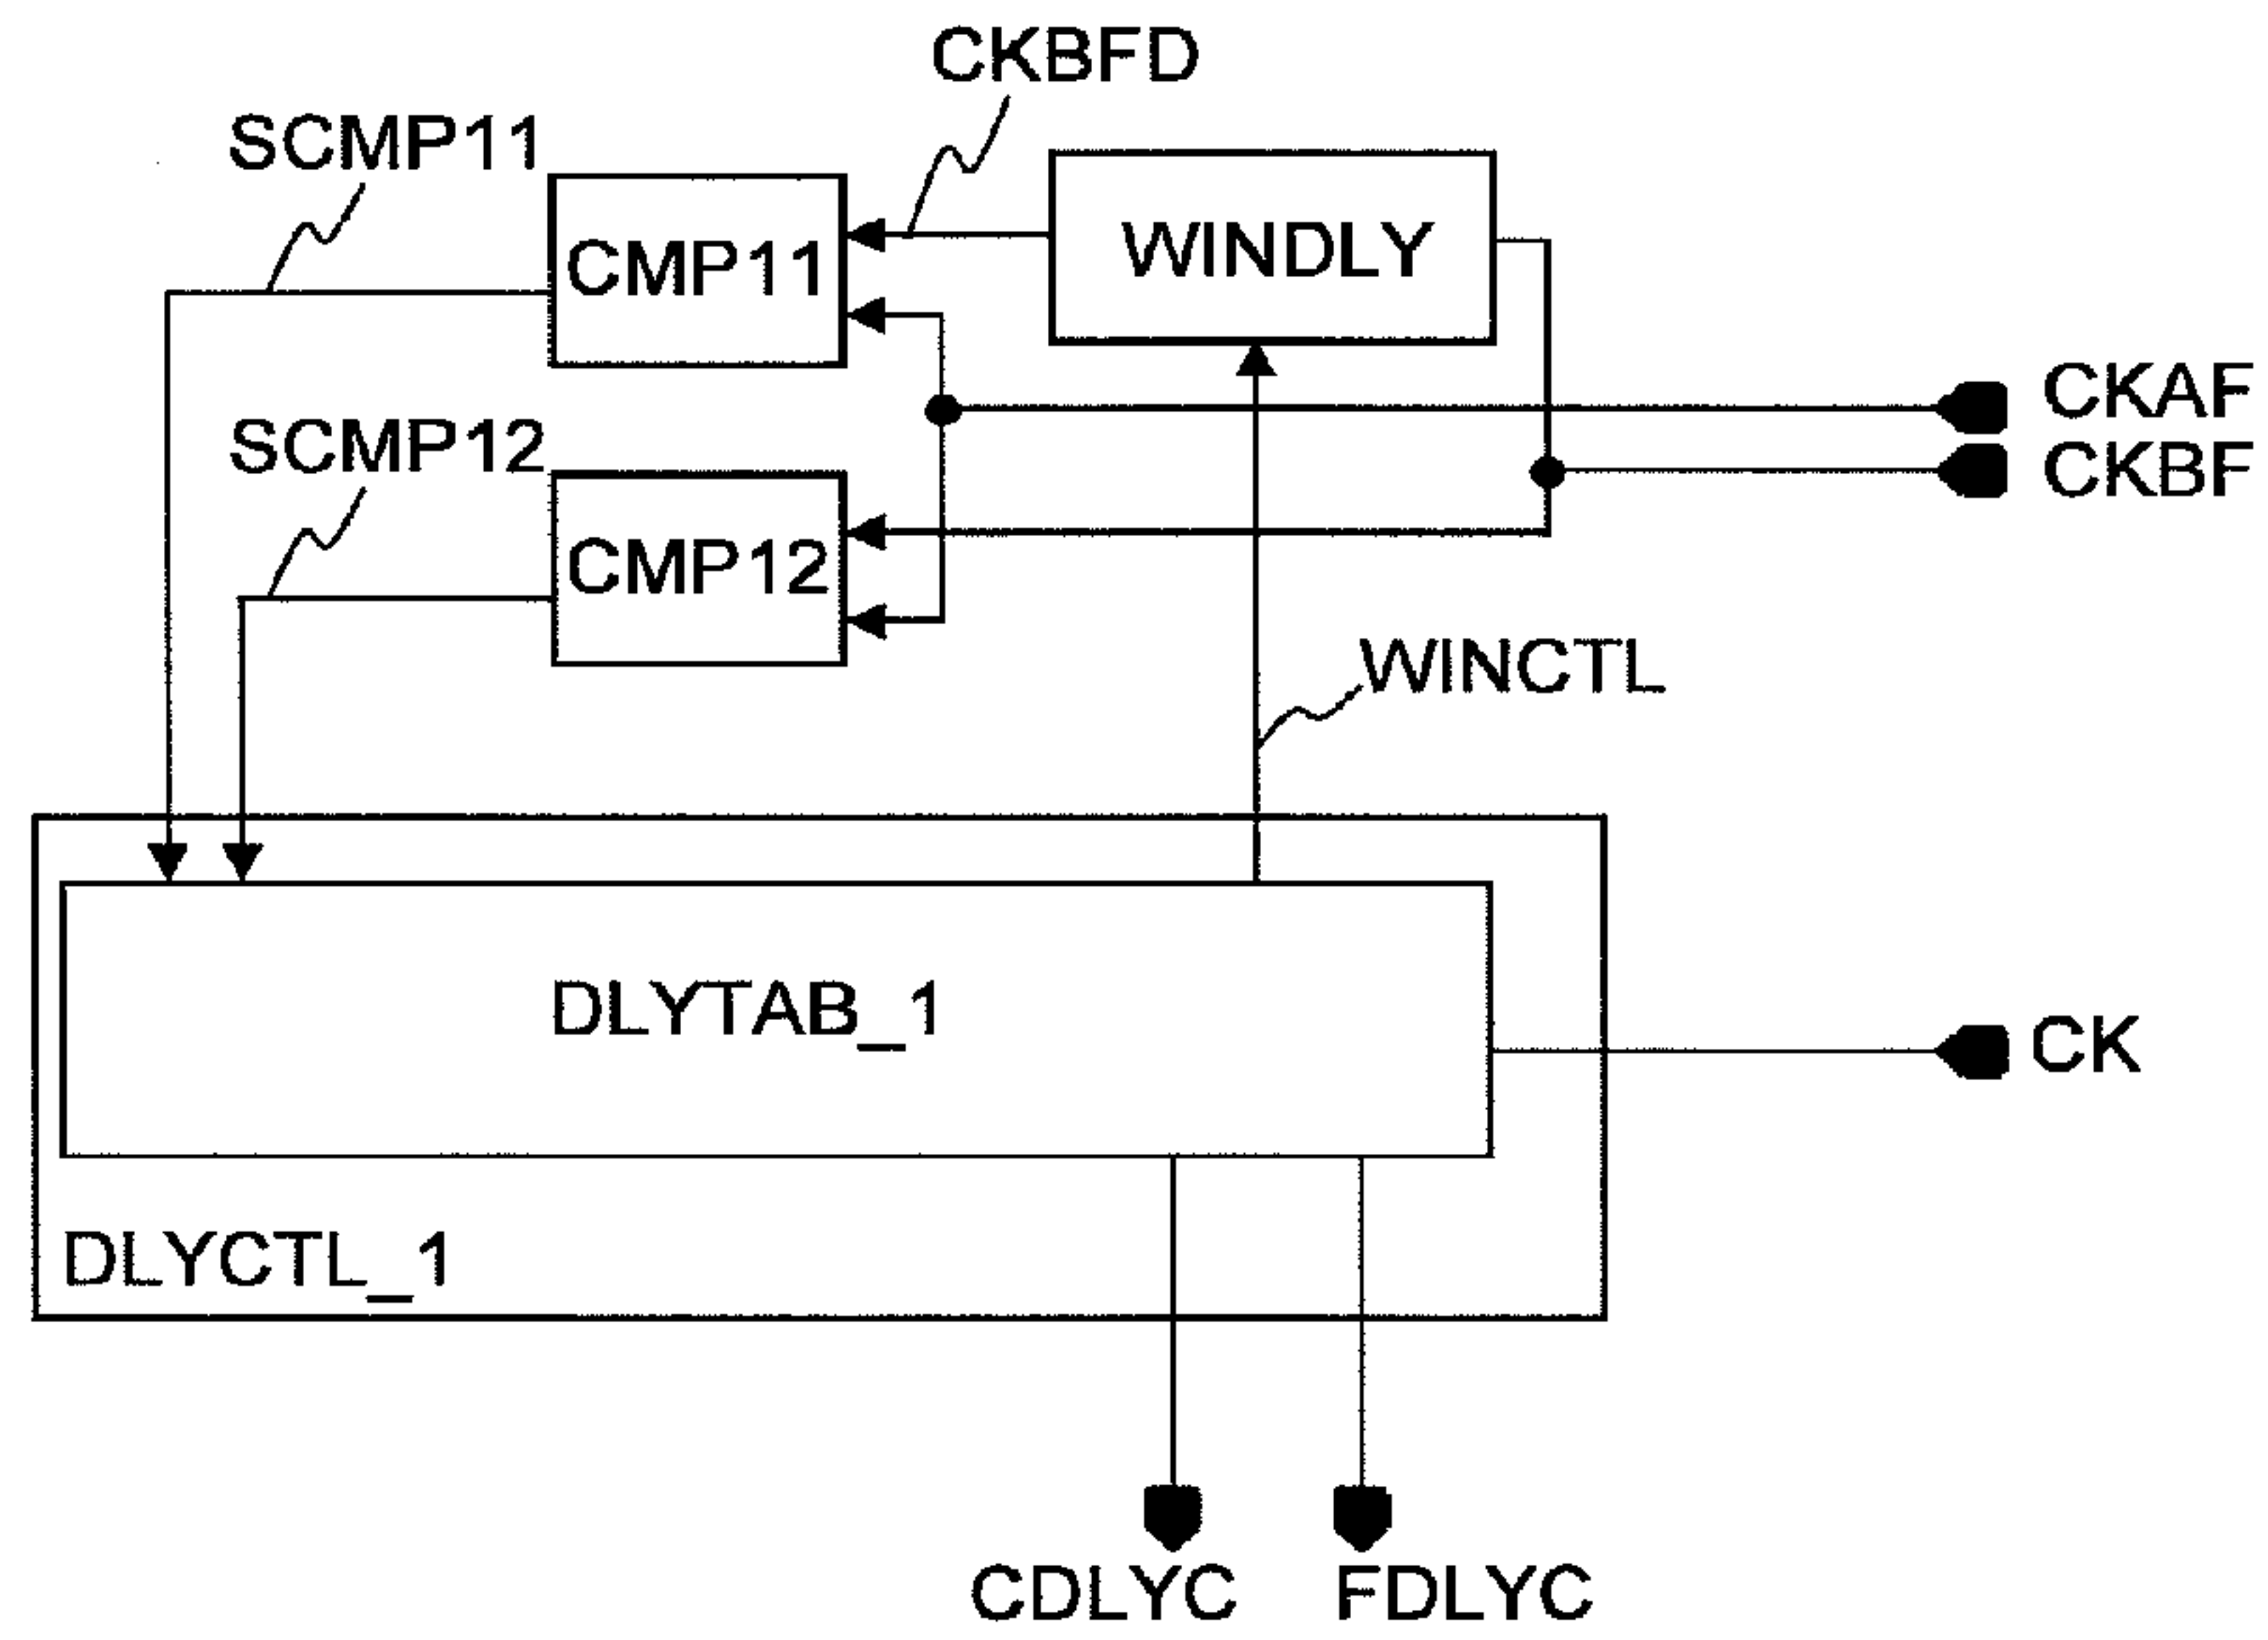 CKBFD
SCMP11
WINDLY
CMP11
CKAF
SCMP12
CKBF
CMP12
WINCTL
DLYTAB_1
CK
DLYCTL_1
CDLYC
FDLYC